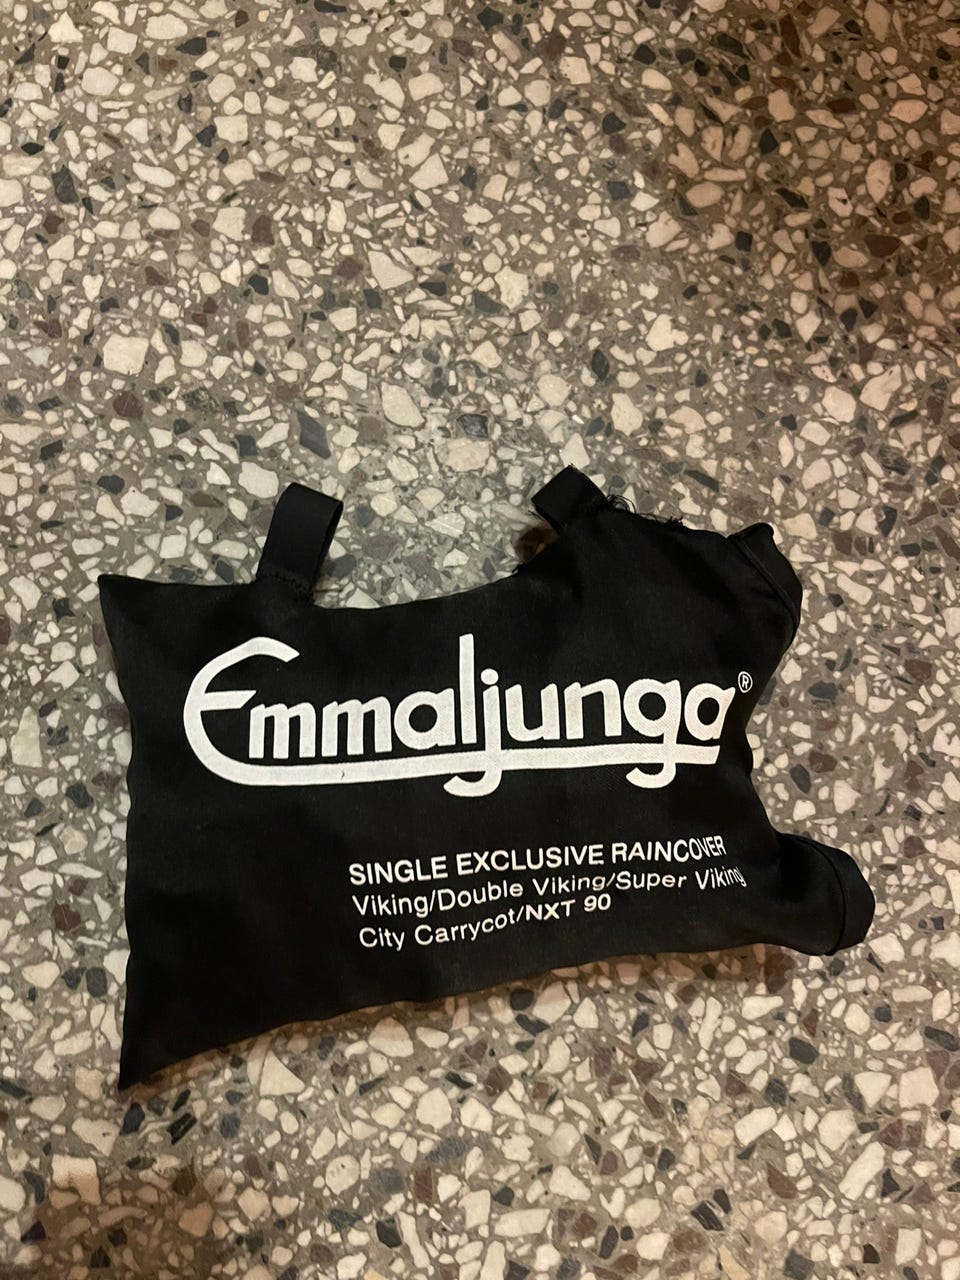 Emmaljunga®
SINGLE EXCLUSIVE RAINCOVER
Viking/Double Viking/Super Viking/
City Carrycot/NXT 90